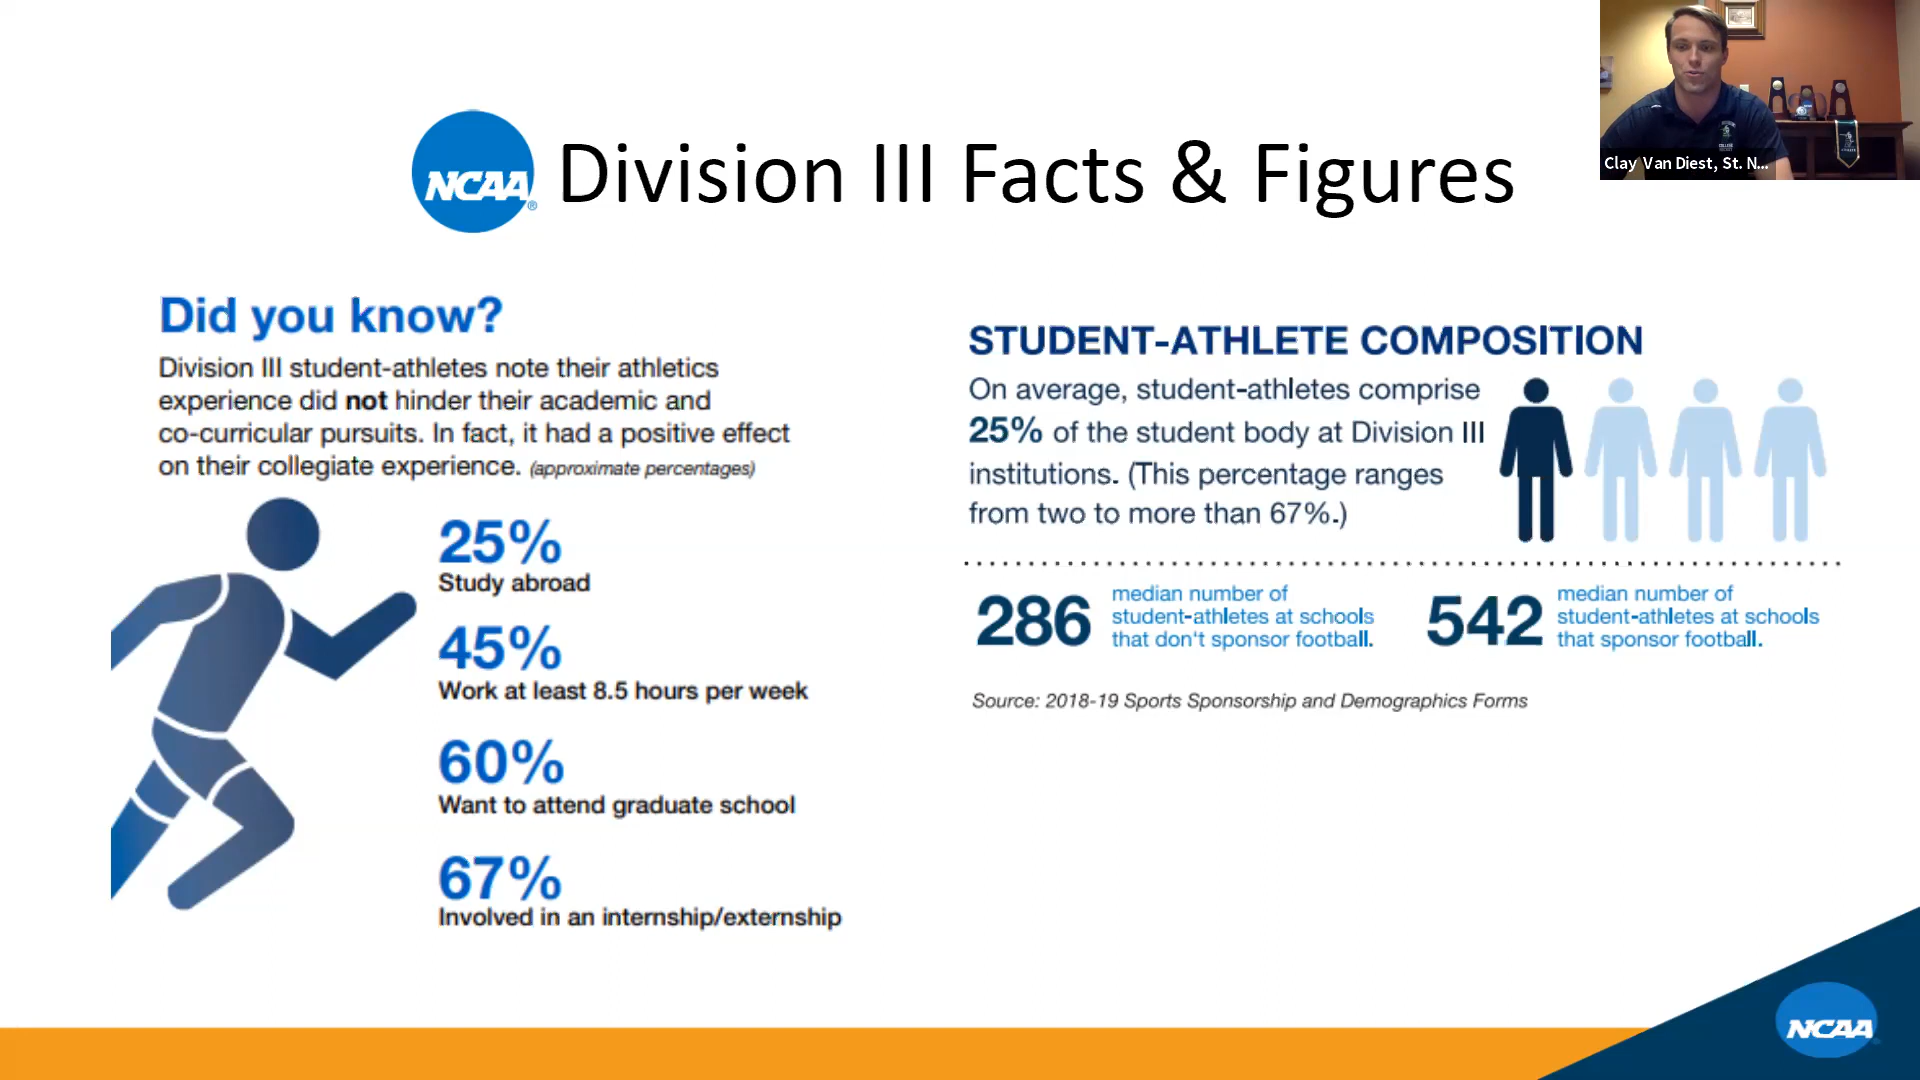 NCAA® Division III Facts & Figures
Clay Van Diest, St. N...
Did you know?
Division III student-athletes note their athletics
experience did not hinder their academic and
co-curricular pursuits. In fact, it had a positive effect
on their collegiate experience. (approximate percentages)
25%
Study abroad
45%
Work at least 8.5 hours per week
60%
Want to attend graduate school
67%
Involved in an internship/externship
STUDENT-ATHLETE COMPOSITION
On average, student-athletes comprise
25% of the student body at Division III
institutions. (This percentage ranges
from two to more than 67%.)
286
median number of
student-athletes at schools
that don't sponsor football.
542
median number of
student-athletes at schools
that sponsor football.
Source: 2018-19 Sports Sponsorship and Demographics Forms
NCAA